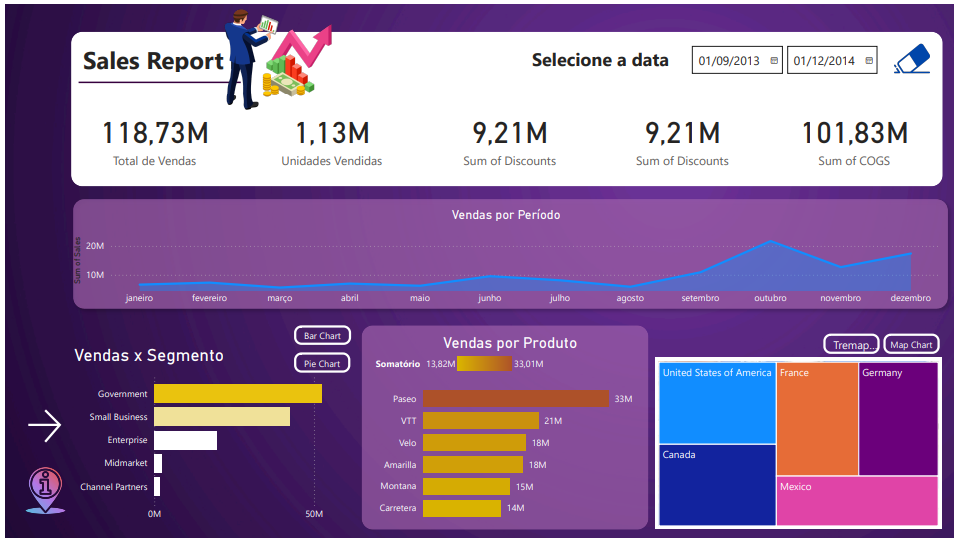 Sales Report
Selecione a data
01/09/2013
01/12/2014
118,73M
Total de Vendas
1,13M
Unidades Vendidas
9,21M
Sum of Discounts
9,21M
Sum of Discounts
101,83M
Sum of COGS
Vendas por Período
Sum of Sales
20M
10M
janeiro fevereiro março abril maio junho julho agosto setembro outubro novembro dezembro
Vendas x Segmento
Bar Chart
Pie Chart
Government
Small Business
Enterprise
Midmarket
Channel Partners
0M 50M
Vendas por Produto
Somatório 13,82M 33,01M
Paseo 33M
VTT 21M
Velo 18M
Amarilla 18M
Montana 15M
Carretera 14M
Tremap...
Map Chart
United States of America
France
Germany
Canada
Mexico